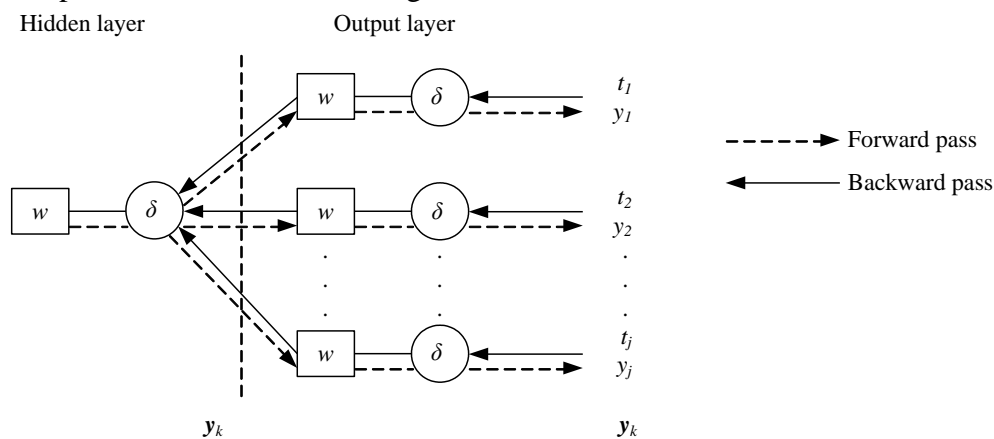 Hidden layer Output layer
w δ t1
y1
Forward pass
Backward pass
w δ w δ t2
y2
. . .
. . .
. . .
w δ tj
yj
yk yk